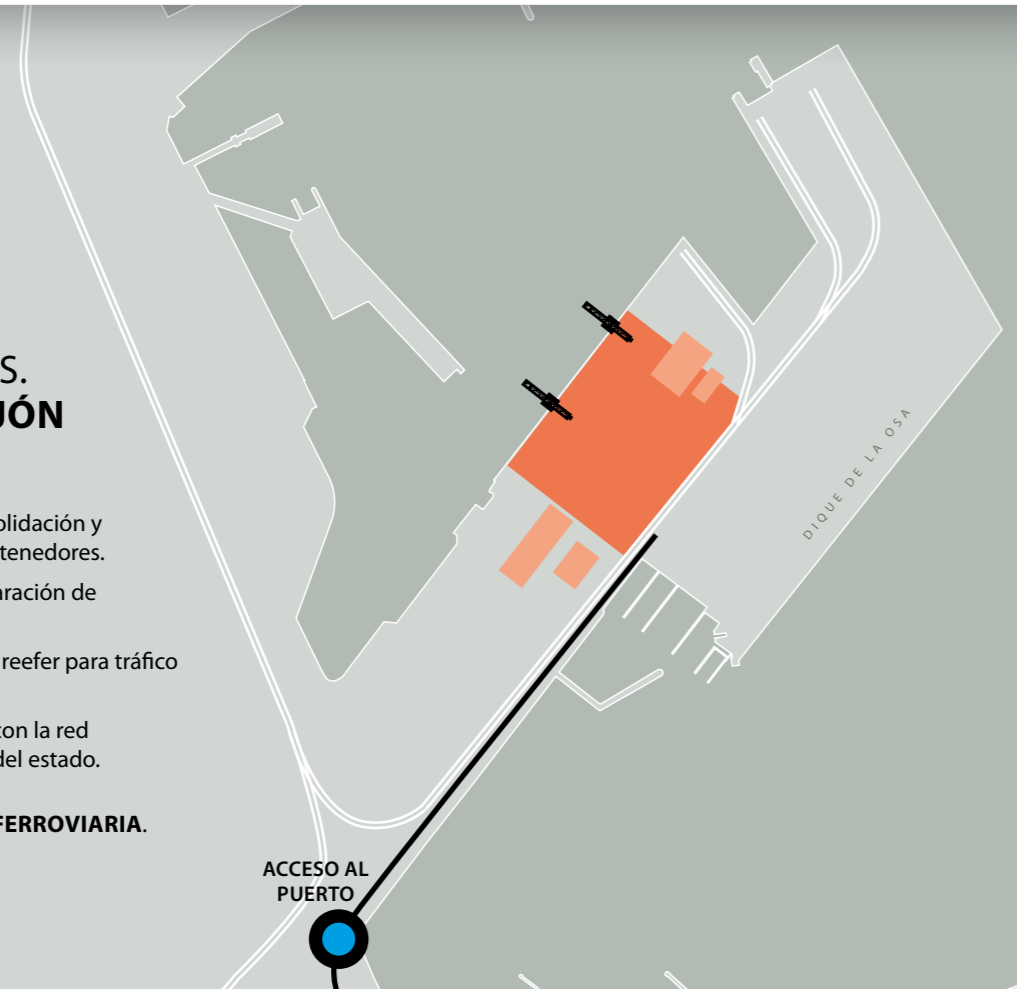 S.
JÓN
olidación y
tenedores.
aración de
reefer para tráfico
con la red
del estado.
FERROVIARIA.
ACCESO AL
PUERTO
DIQUE DE LA OSA